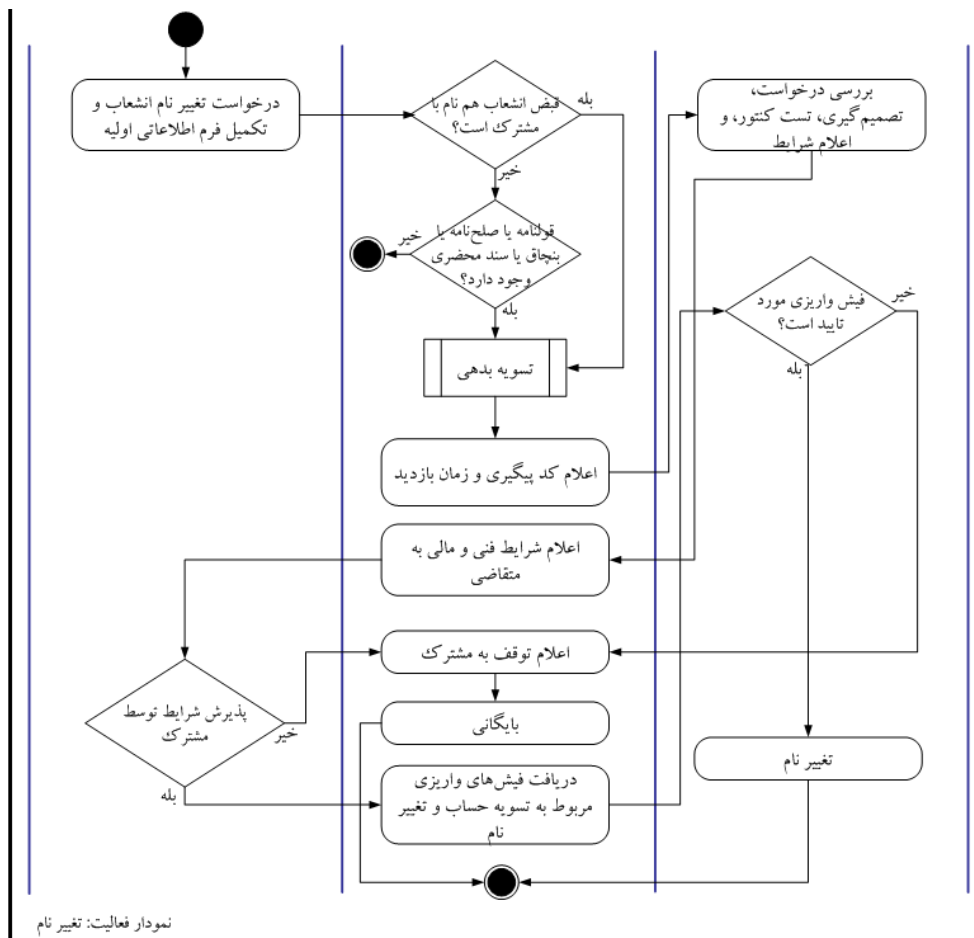 درخواست تغییر نام انشعاب و
تکمیل فرم اطلاعاتی اولیه
قبض انشعاب هم نام با
مشترک است؟
بله
خیر
بررسی درخواست،
تصمیم‌گیری، تست کنتور، و
اعلام شرایط
قولنامه یا صلح‌نامه یا
بنچاق یا سند محضری
وجود دارد؟
خیر
بله
فیش واریزی مورد
تایید است؟
خیر
بله
تسویه بدهی
اعلام کد پیگیری و زمان بازدید
اعلام شرایط فنی و مالی به
متقاضی
اعلام توقف به مشترک
پذیرش شرایط توسط
مشترک
خیر
بله
بایگانی
تغییر نام
دریافت فیش‌های واریزی
مربوط به تسویه حساب و تغییر
نام
نمودار فعالیت: تغییر نام